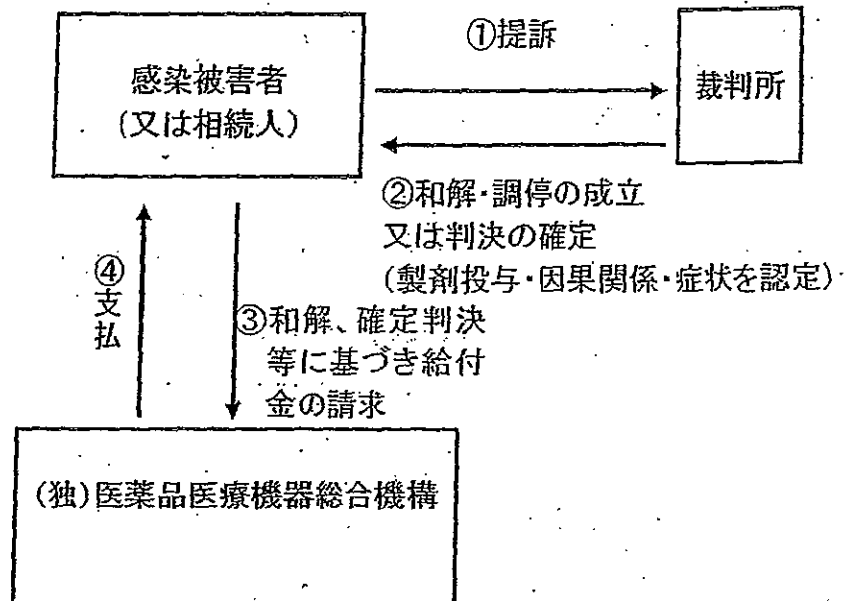 ①提訴
感染被害者
(又は相続人)
裁判所
②和解・調停の成立
又は判決の確定
(製剤投与・因果関係・症状を認定)
④支払
③和解、確定判決
等に基づき給付
金の請求
(独)医薬品医療機器総合機構